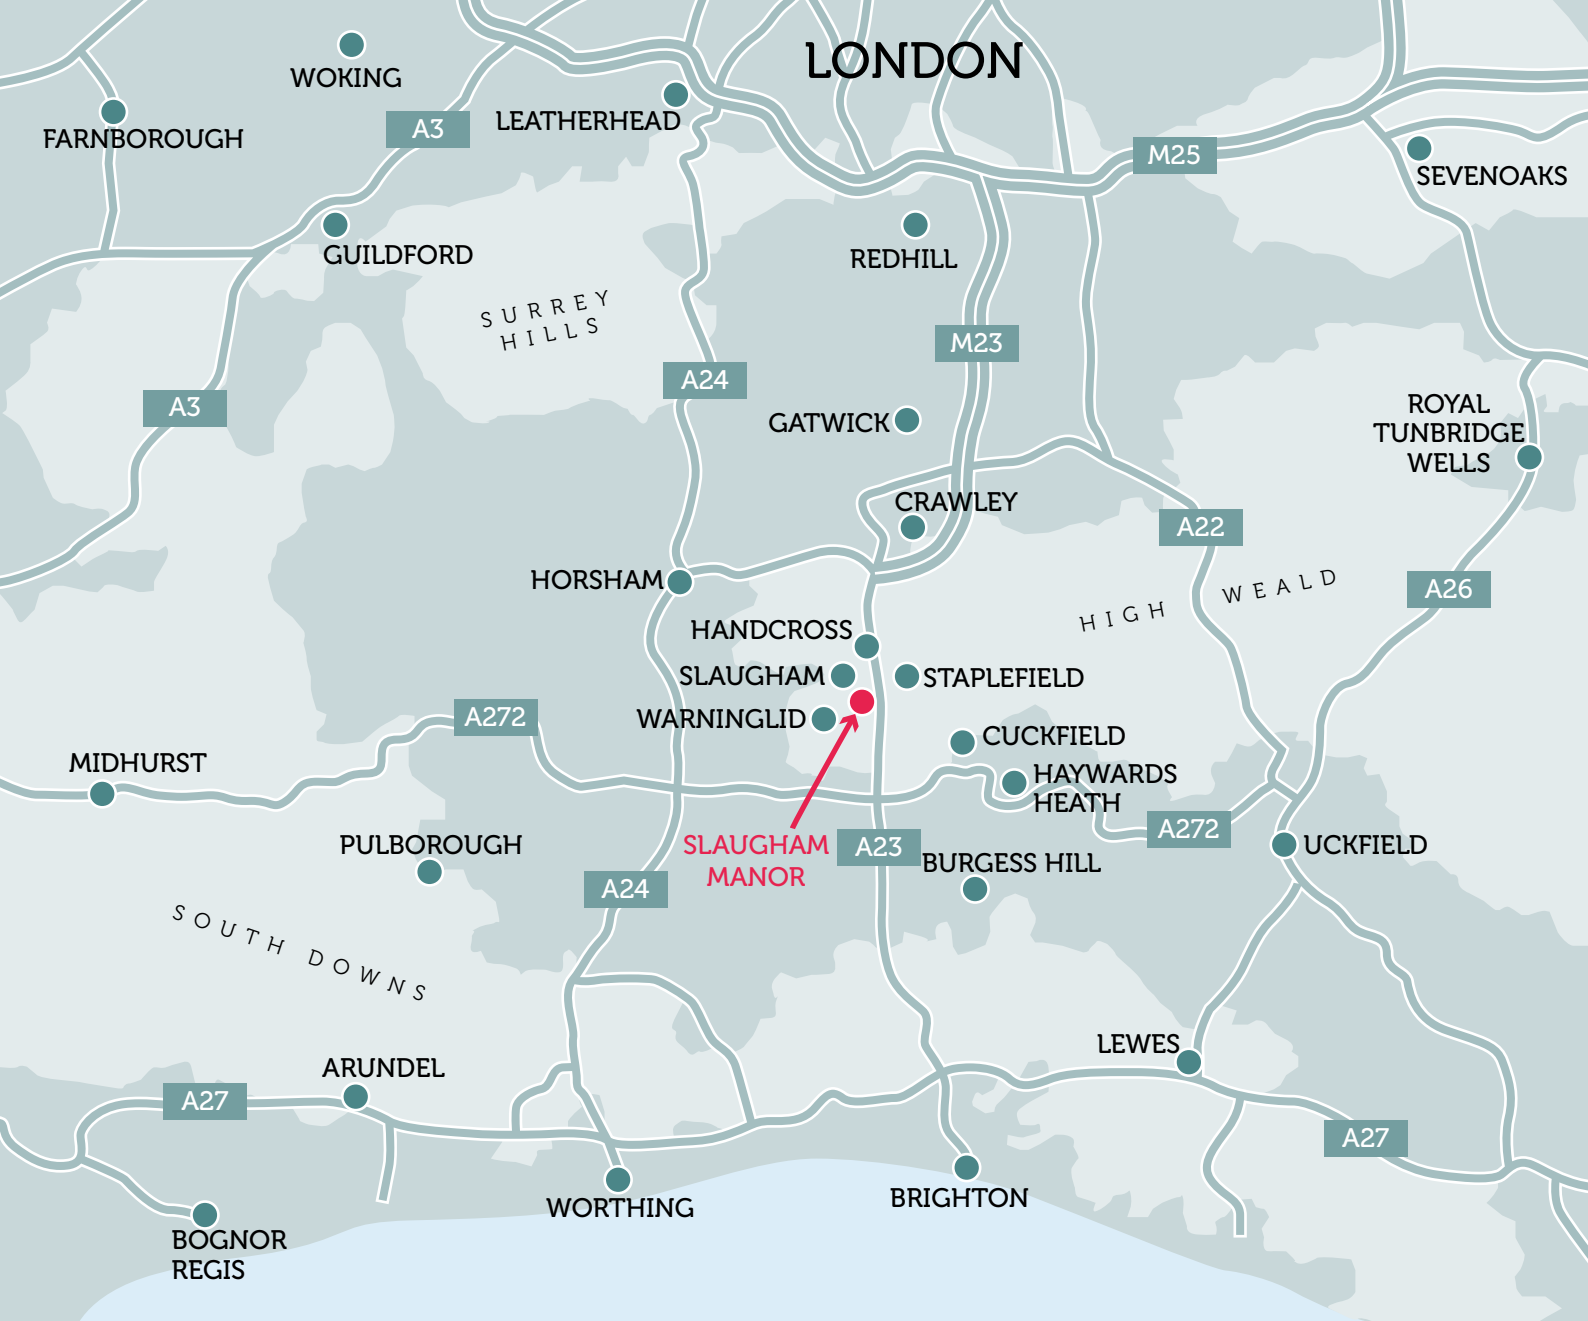 LONDON
WOKING
LEATHERHEAD
A3
FARNBOROUGH
M25
SEVENOAKS
GUILDFORD
REDHILL
SURREY
HILLS
M23
A24
A3
GATWICK
ROYAL
TUNBRIDGE
WELLS
CRAWLEY
A22
HORSHAM
HIGH WEALD
A26
HANDCROSS
SLAUGHAM
STAPLEFIELD
WARNINGLID
A272
CUCKFIELD
MIDHURST
HAYWARDS
HEATH
A272
PULBOROUGH
SLAUGHAM
MANOR
A23
BURGESS HILL
UCKFIELD
A24
SOUTH DOWNS
LEWES
ARUNDEL
A27
A27
WORTHING
BRIGHTON
BOGNOR
REGIS